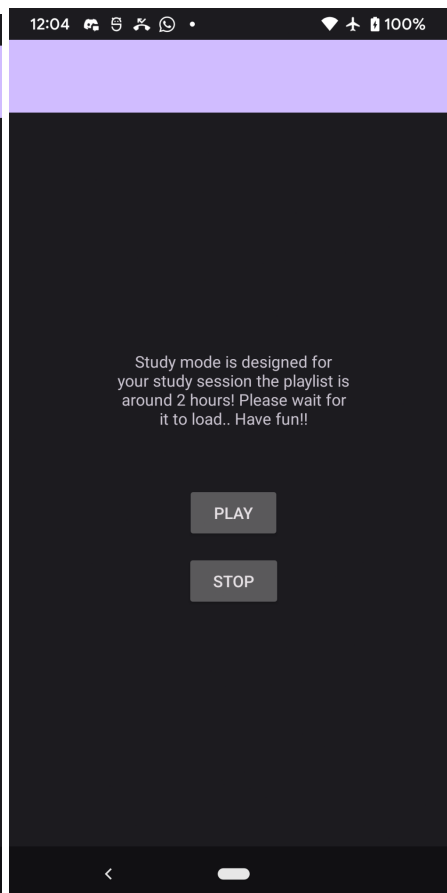 12:04
100%
Study mode is designed for
your study session the playlist is
around 2 hours! Please wait for
it to load.. Have fun!!
PLAY
STOP